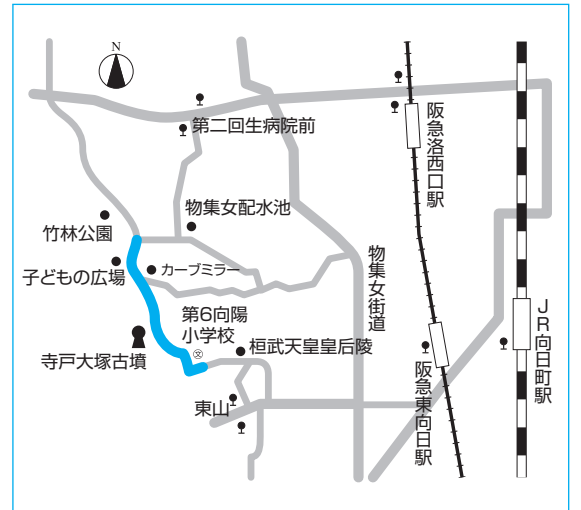 N
第二回生病院前
阪急洛西口駅
物集女配水池
竹林公園
物集女街道
子どもの広場
カーブミラー
第6向陽
小学校
JR向日町駅
桓武天皇皇后陵
寺戸大塚古墳
阪急東向日駅
東山
文